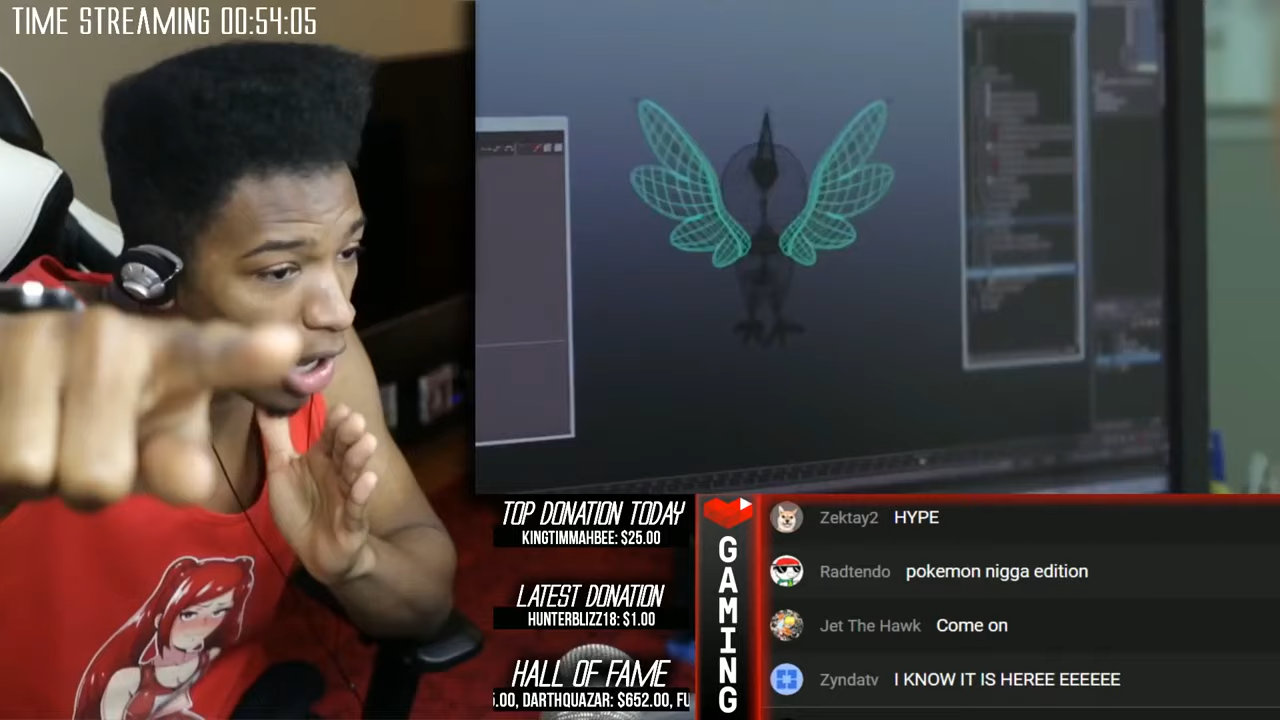 TIME STREAMING 00:54:05
TOP DONATION TODAY
KINGTIMMAHBEE: $25.00
LATEST DONATION
HUNTERBLIZZ18: $1.00
HALL OF FAME
.00, DARTHQUAZAR: $652.00, FU
GAMING
Zektay2 HYPE
Radtendo pokemon nigga edition
Jet The Hawk Come on
Zyndatv I KNOW IT IS HEREE EEEEEE